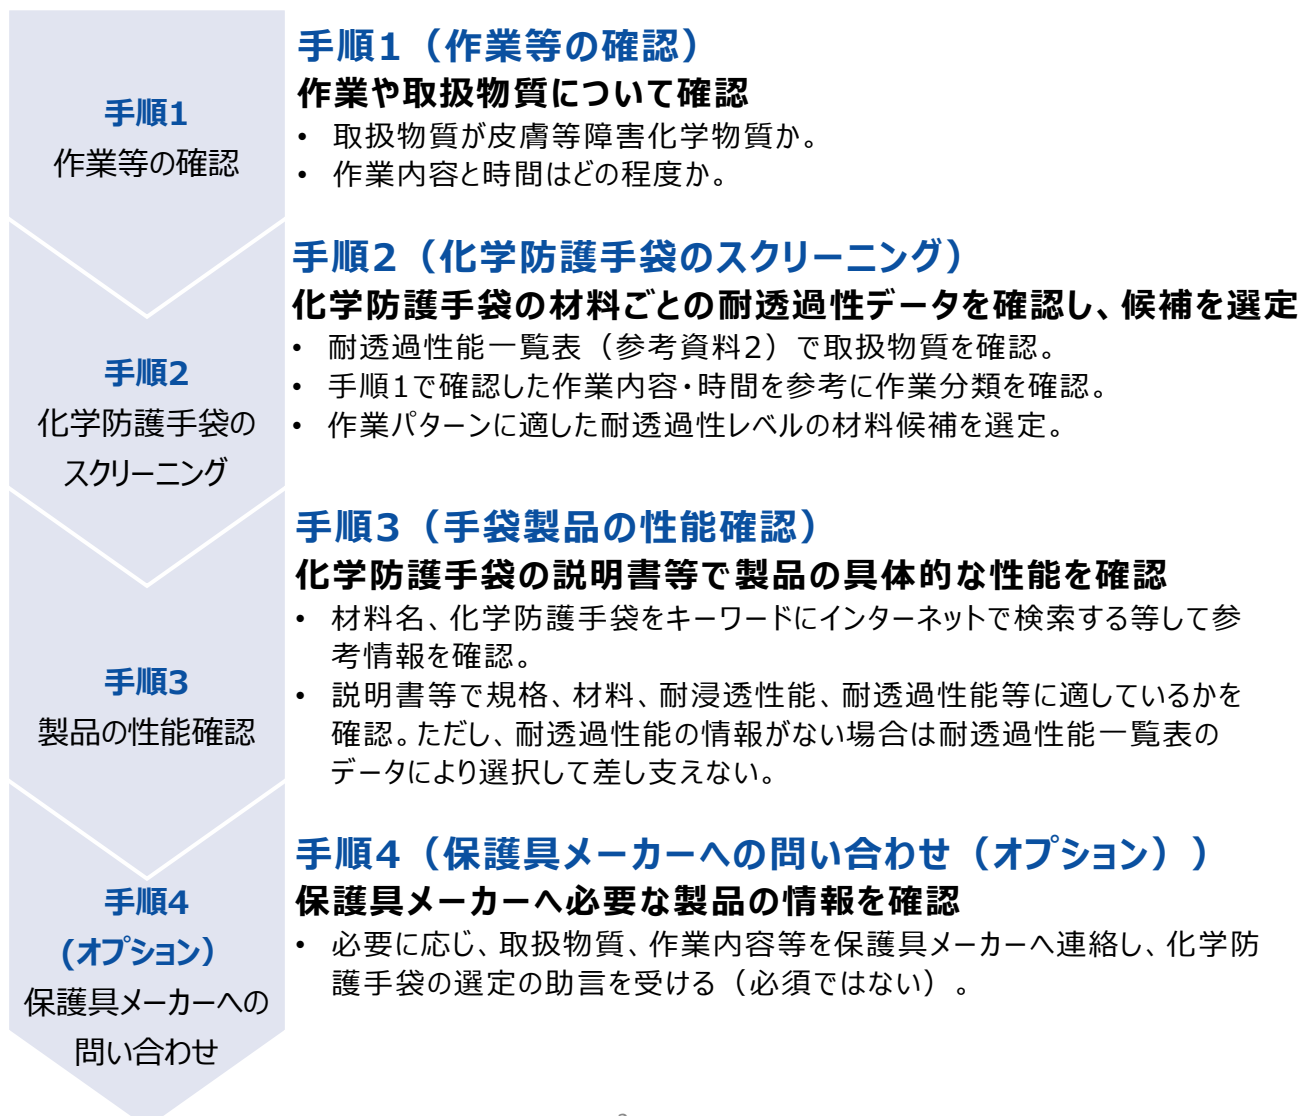 手順1
作業等の確認
手順1（作業等の確認）
作業や取扱物質について確認
• 取扱物質が皮膚等障害化学物質か。
• 作業内容と時間はどの程度か。
手順2
化学防護手袋の
スクリーニング
手順2（化学防護手袋のスクリーニング）
化学防護手袋の材料ごとの耐透過性データを確認し、候補を選定
• 耐透過性能一覧表（参考資料2）で取扱物質を確認。
• 手順1で確認した作業内容・時間を参考に作業分類を確認。
• 作業パターンに適した耐透過性レベルの材料候補を選定。
手順3
製品の性能確認
手順3（手袋製品の性能確認）
化学防護手袋の説明書等で製品の具体的な性能を確認
• 材料名、化学防護手袋をキーワードにインターネットで検索する等して参
考情報を確認。
• 説明書等で規格、材料、耐浸透性能、耐透過性能等に適しているかを
確認。ただし、耐透過性能の情報がない場合は耐透過性能一覧表の
データにより選択して差し支えない。
手順4
(オプション）
保護具メーカーへの
問い合わせ
手順4（保護具メーカーへの問い合わせ（オプション））
保護具メーカーへ必要な製品の情報を確認
• 必要に応じ、取扱物質、作業内容等を保護具メーカーへ連絡し、化学防
護手袋の選定の助言を受ける（必須ではない）。